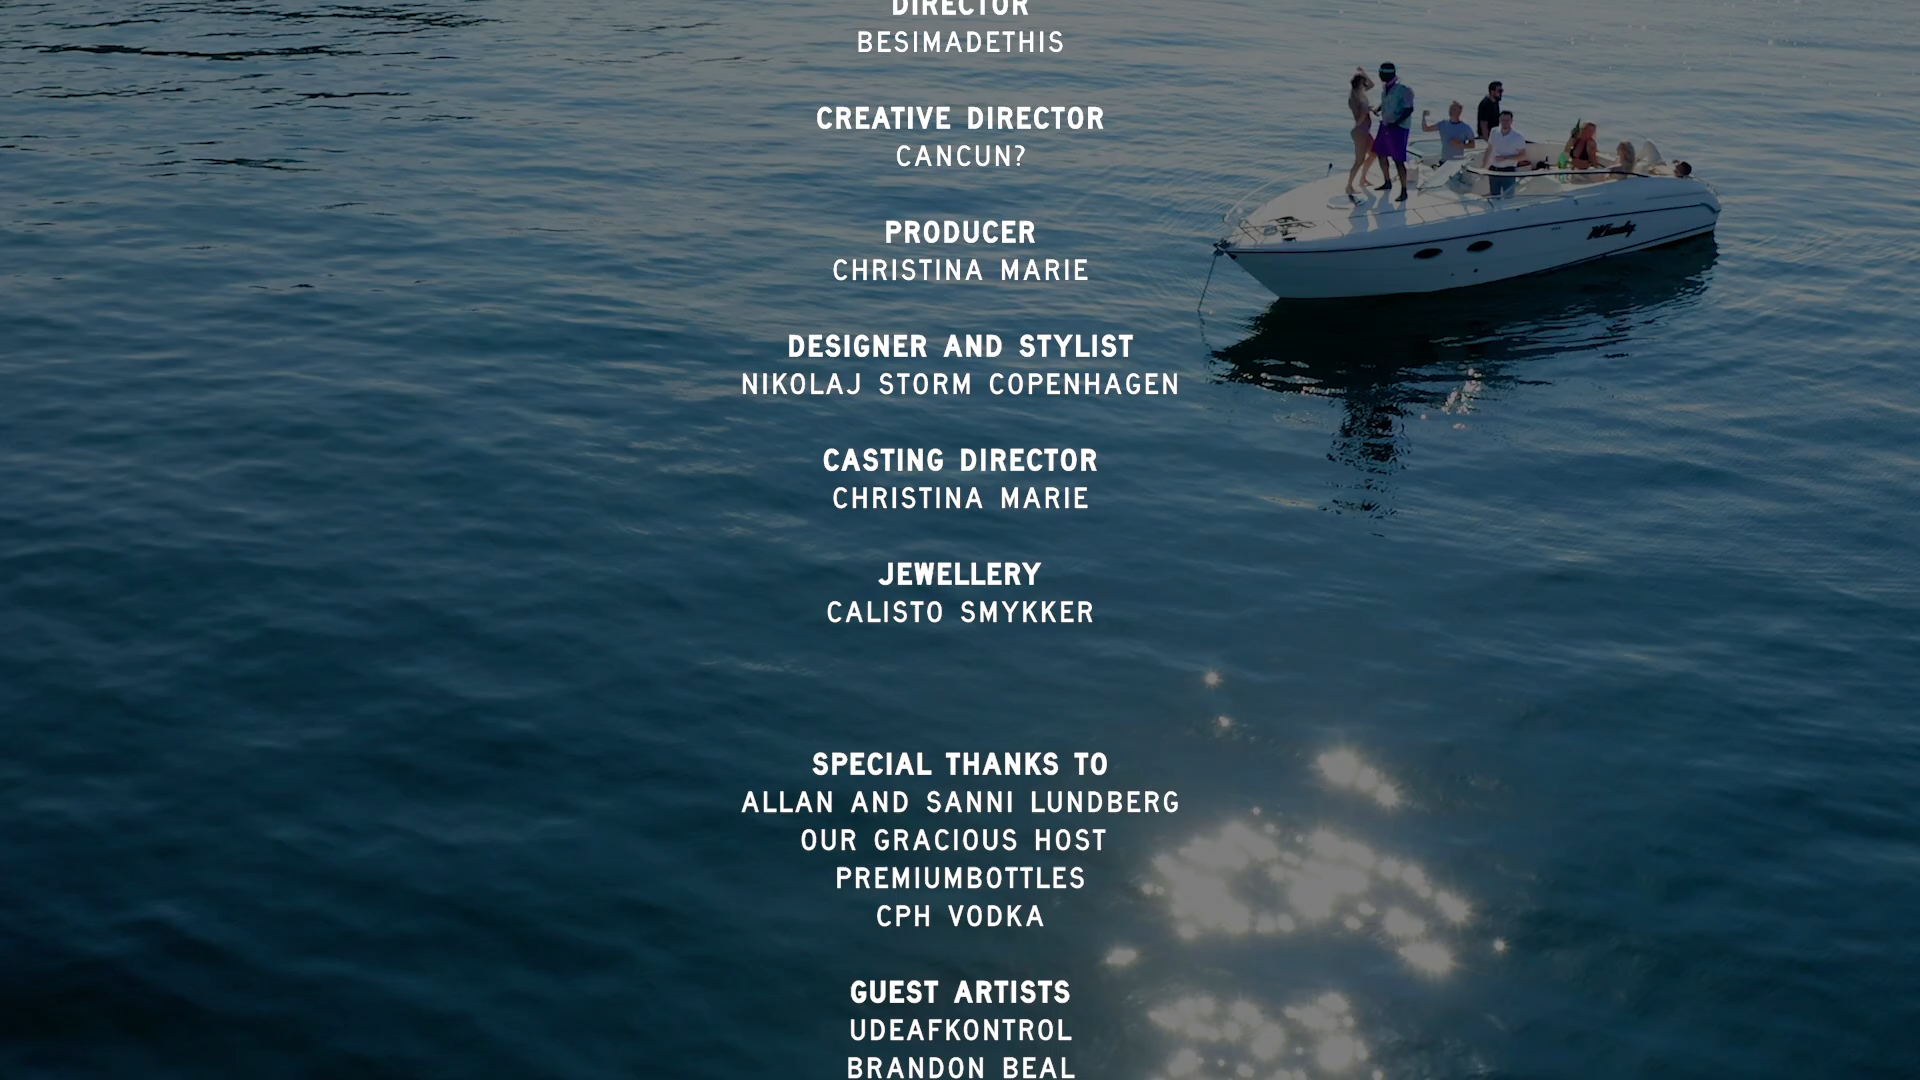 DIRECTOR
BESIMADETHIS
CREATIVE DIRECTOR
CANCUN?
PRODUCER
CHRISTINA MARIE
DESIGNER AND STYLIST
NIKOLAJ STORM COPENHAGEN
CASTING DIRECTOR
CHRISTINA MARIE
JEWELLERY
CALISTO SMYKKER
SPECIAL THANKS TO
ALLAN AND SANNI LUNDBERG
OUR GRACIOUS HOST
PREMIUMBOTTLES
CPH VODKA
GUEST ARTISTS
UDEAFKONTROL
BRANDON BEAL
Windy